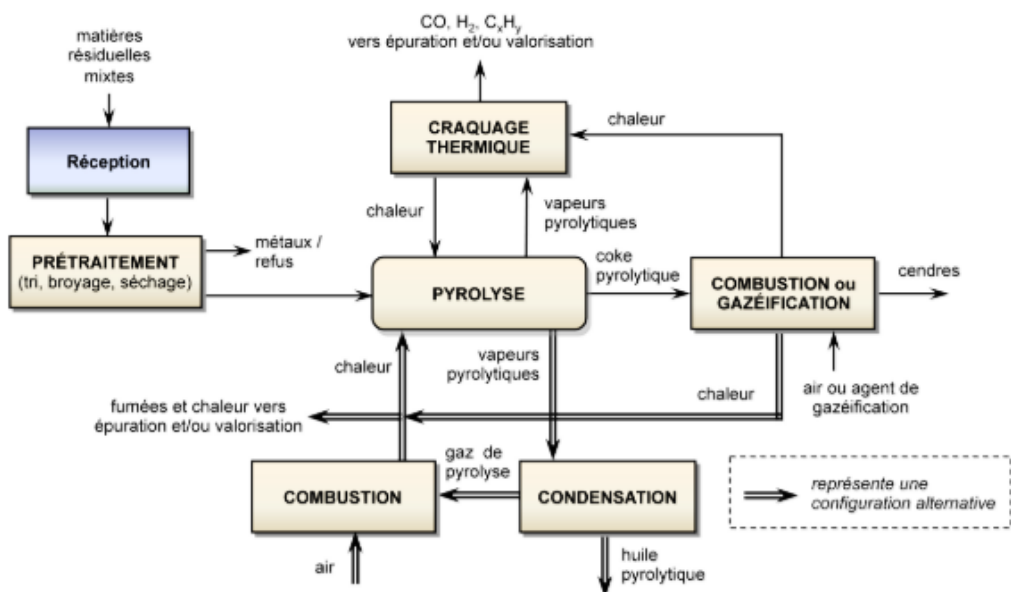 matières
résiduelles
mixtes
Réception
PRÉTRAITEMENT
(tri, broyage, séchage)
métaux /
refus
CO, H₂, CₓHᵧ
vers épuration et/ou valorisation
CRAQUAGE
THERMIQUE
chaleur
chaleur
vapeurs
pyrolytiques
PYROLYSE
coke
pyrolytique
COMBUSTION ou
GAZÉIFICATION
cendres
air ou agent de
gazéification
chaleur
vapeurs
pyrolytiques
chaleur
fumées et chaleur vers
épuration et/ou valorisation
COMBUSTION
gaz de
pyrolyse
CONDENSATION
air
huile
pyrolytique
représente une
configuration alternative